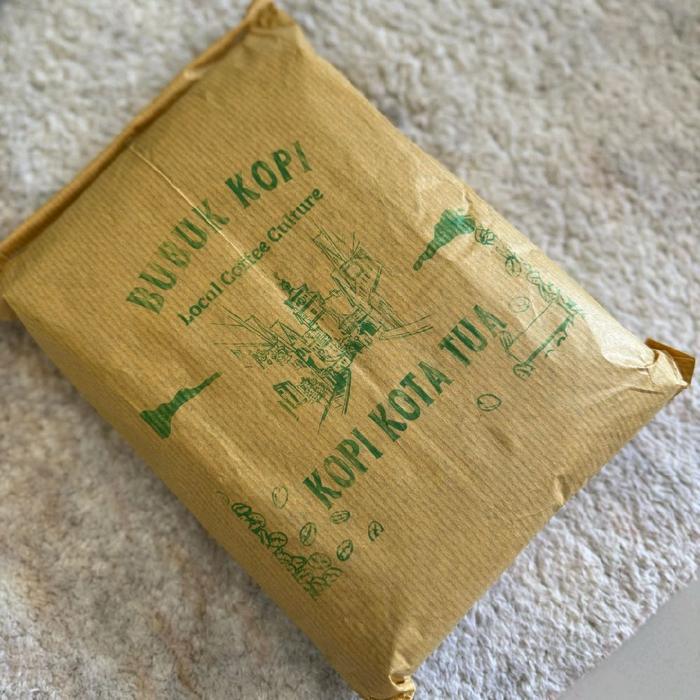 BUBUK KOPI
Local Coffee Culture
KOPI KOTA TUA